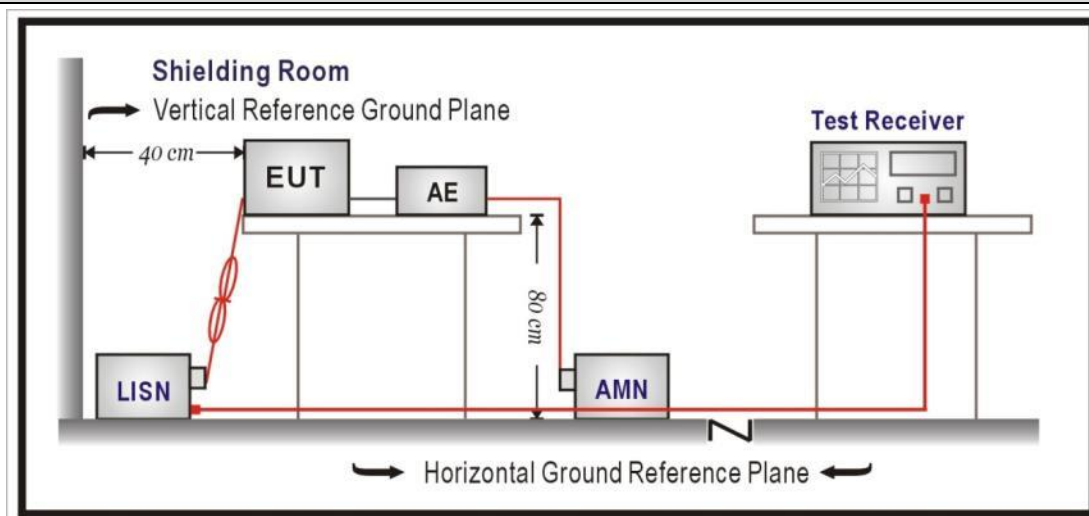 Shielding Room
Vertical Reference Ground Plane
40 cm
EUT
AE
Test Receiver
80 cm
LISN
AMN
Horizontal Ground Reference Plane